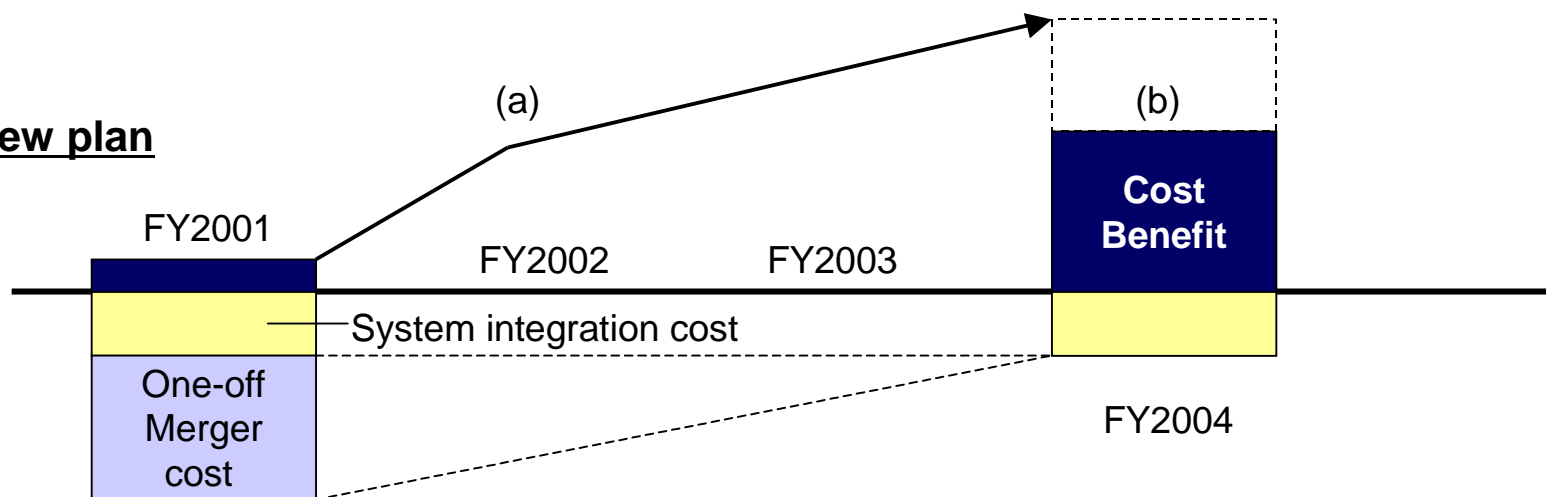 (a)
(b)
ew plan
Cost
Benefit
FY2001
FY2002
FY2003
System integration cost
One-off
Merger
cost
FY2004